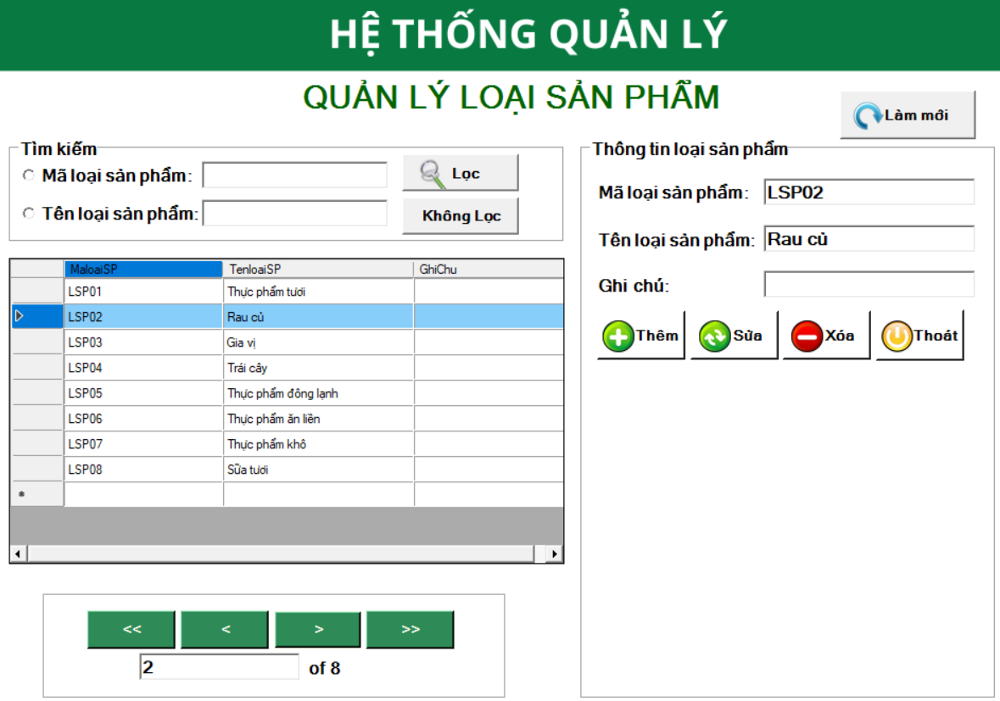 HỆ THỐNG QUẢN LÝ
QUẢN LÝ LOẠI SẢN PHẨM
Làm mới
Tìm kiếm
Mã loại sản phẩm:
Lọc
Tên loại sản phẩm:
Không Lọc
MaloaiSP TenloaiSP GhiChu
LSP01 Thực phẩm tươi
LSP02 Rau củ
LSP03 Gia vị
LSP04 Trái cây
LSP05 Thực phẩm đông lạnh
LSP06 Thực phẩm ăn liền
LSP07 Thực phẩm khô
LSP08 Sữa tươi
*
<< < > >>
2 of 8
Thông tin loại sản phẩm
Mã loại sản phẩm: LSP02
Tên loại sản phẩm: Rau củ
Ghi chú:
Thêm Sửa Xóa Thoát